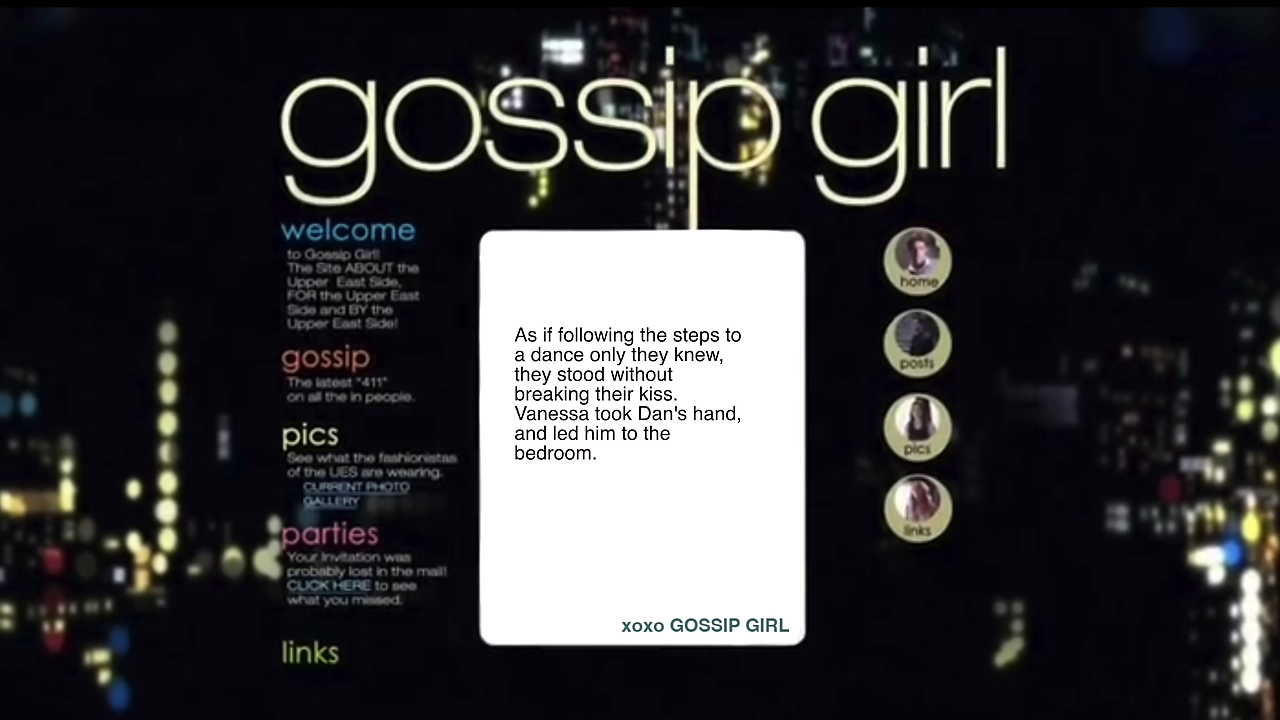 gossip girl
welcome
to Gossip Girl!
The Site ABOUT the
Upper East Side,
FOR the Upper East
Side and BY the
Upper East Side!
gossip
The latest "411"
on all the in people.
pics
See what the fashionistas
of the UES are wearing.
CURRENT PHOTO
GALLERY
parties
Your Invitation was
probably lost in the mail!
CLICK HERE to see
what you missed.
links
As if following the steps to
a dance only they knew,
they stood without
breaking their kiss.
Vanessa took Dan's hand,
and led him to the
bedroom.
xoxo GOSSIP GIRL
home
posts
pics
links